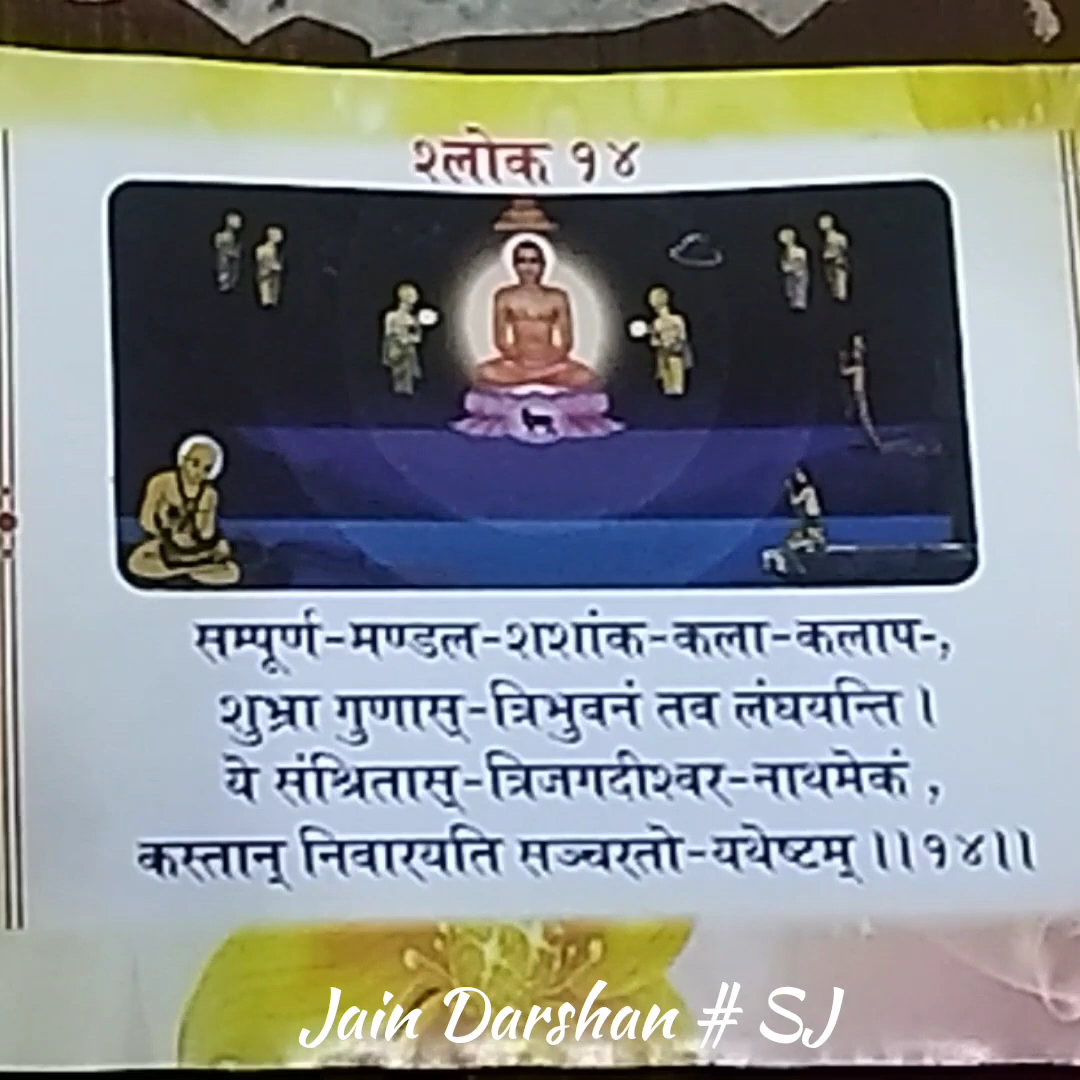 श्लोक १४
सम्पूर्ण-मण्डल-शशांक-कला-कलाप-,
शुभ्रा गुणास्-त्रिभुवनं तव लंघयन्ति ।
ये संश्रितास्-त्रिजगदीश्वर-नाथमेकं ,
कस्तान् निवारयति सञ्चरतो-यथेष्टम् ।।१४।।
Jain Darshan # SJ